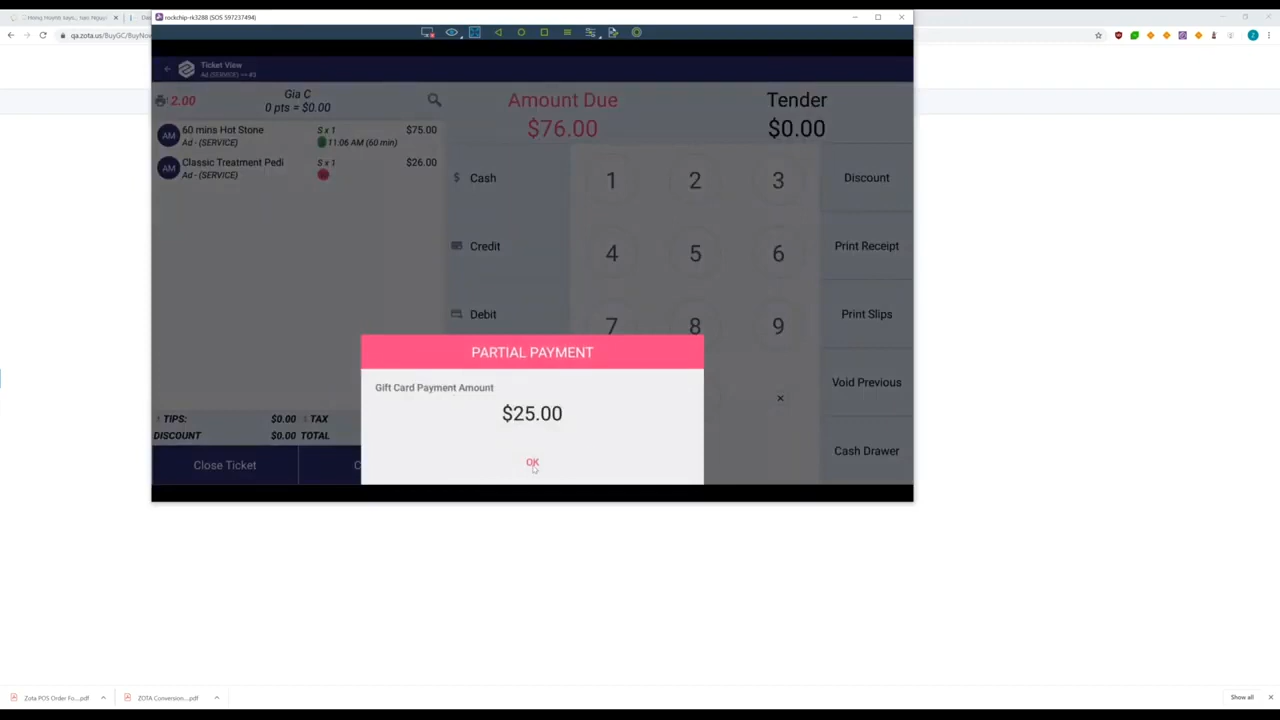 rockchip-rk3288 (SOS 597237494)
qa.zota.us/BuyGC/BuyNow
Ticket View
Ad (SERVICE) >> #3
2.00
Gia C
0 pts = $0.00
Amount Due
$76.00
Tender
$0.00
AM
60 mins Hot Stone
S x 1
$75.00
Ad - (SERVICE)
11:06 AM (60 min)
AM
Classic Treatment Pedi
S x 1
$26.00
Ad - (SERVICE)
$ Cash
1
2
3
Discount
Credit
4
5
6
Print Receipt
Debit
7
8
9
Print Slips
PARTIAL PAYMENT
Gift Card Payment Amount
$25.00
OK
×
Void Previous
TIPS:
$0.00
TAX
DISCOUNT
$0.00
TOTAL
Cash Drawer
Close Ticket
C
Zota POS Order Fo....pdf
ZOTA Conversion....pdf
Show all